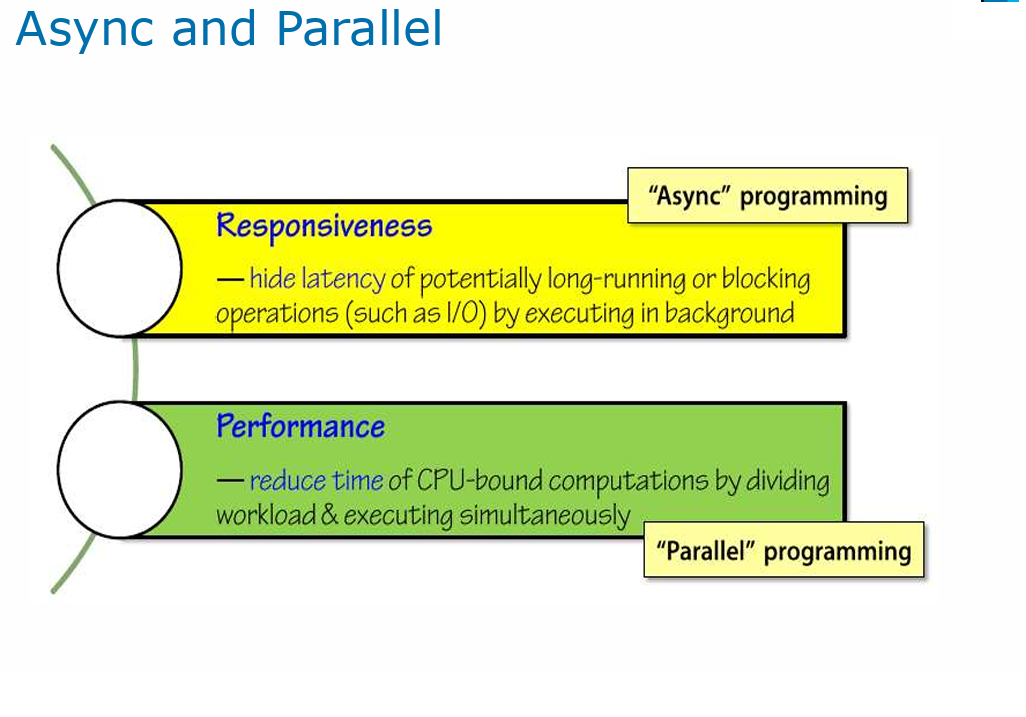 Async and Parallel
“Async” programming
Responsiveness
— hide latency of potentially long-running or blocking
operations (such as I/O) by executing in background
Performance
— reduce time of CPU-bound computations by dividing
workload & executing simultaneously
“Parallel” programming